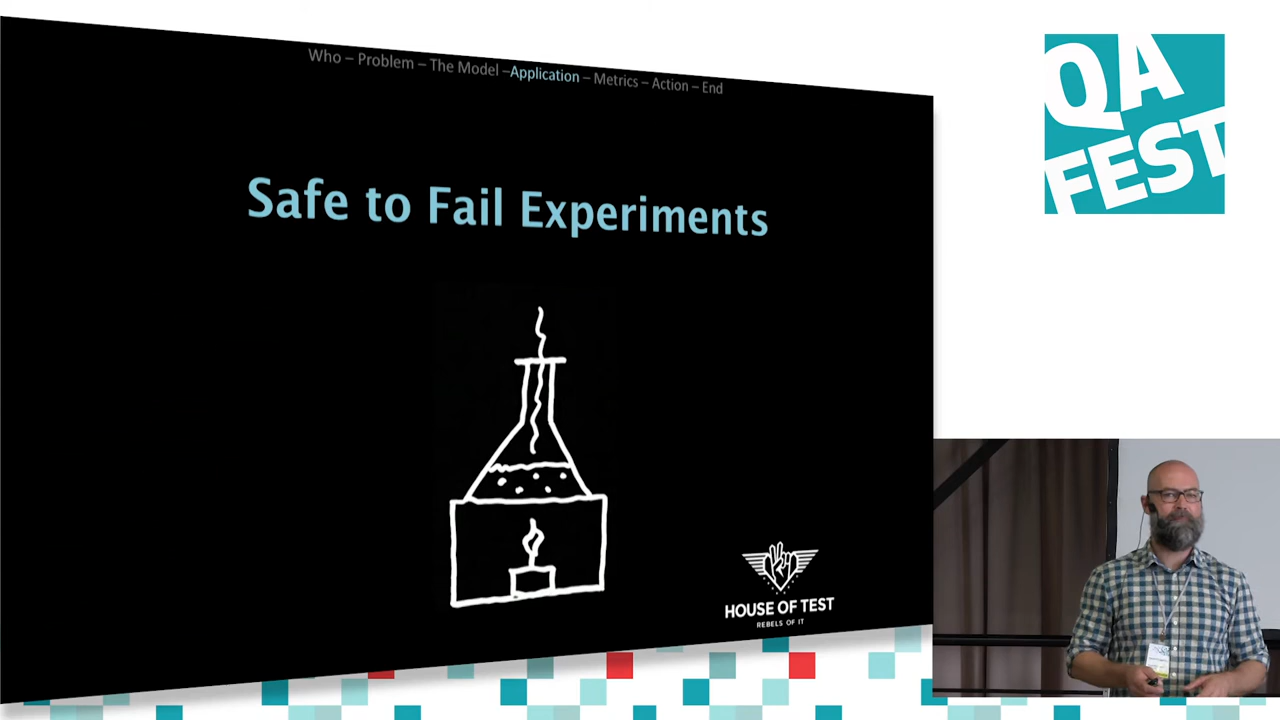 Who – Problem – The Model –Application – Metrics – Action – End
Safe to Fail Experiments
HOUSE OF TEST
REBELS OF IT
QA
FEST